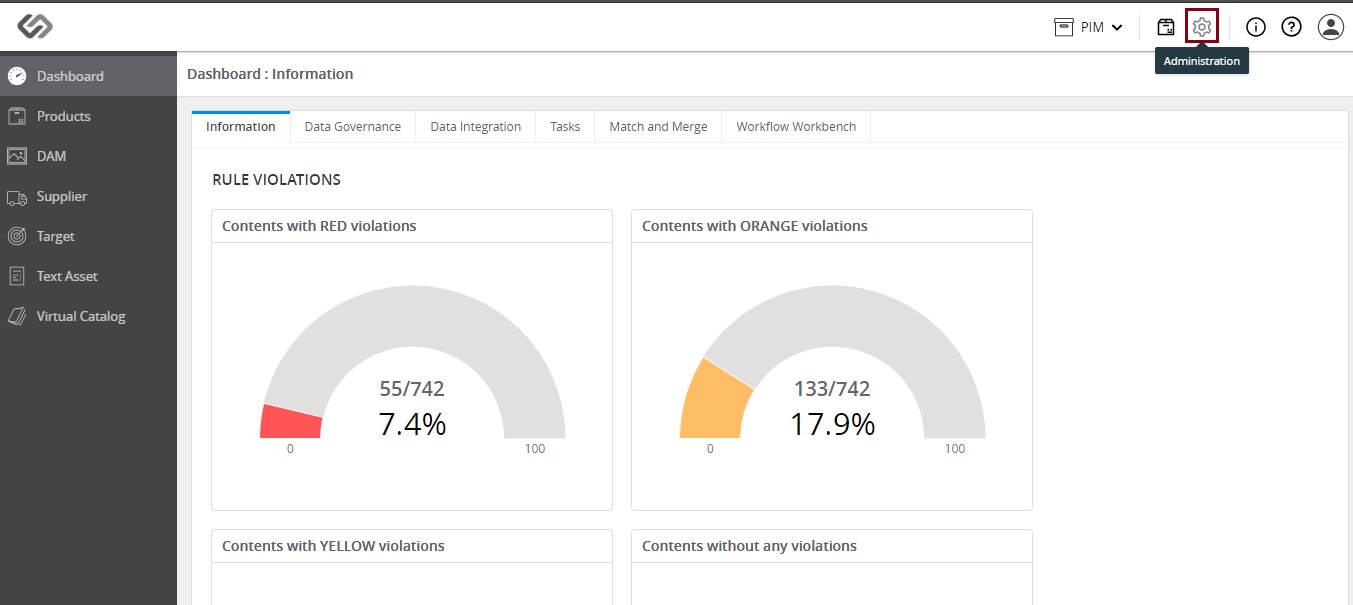 PIM
Administration
Dashboard
Products
DAM
Supplier
Target
Text Asset
Virtual Catalog
Dashboard : Information
Information Data Governance Data Integration Tasks Match and Merge Workflow Workbench
RULE VIOLATIONS
Contents with RED violations
55/742
7.4%
0 100
Contents with ORANGE violations
133/742
17.9%
0 100
Contents with YELLOW violations
Contents without any violations